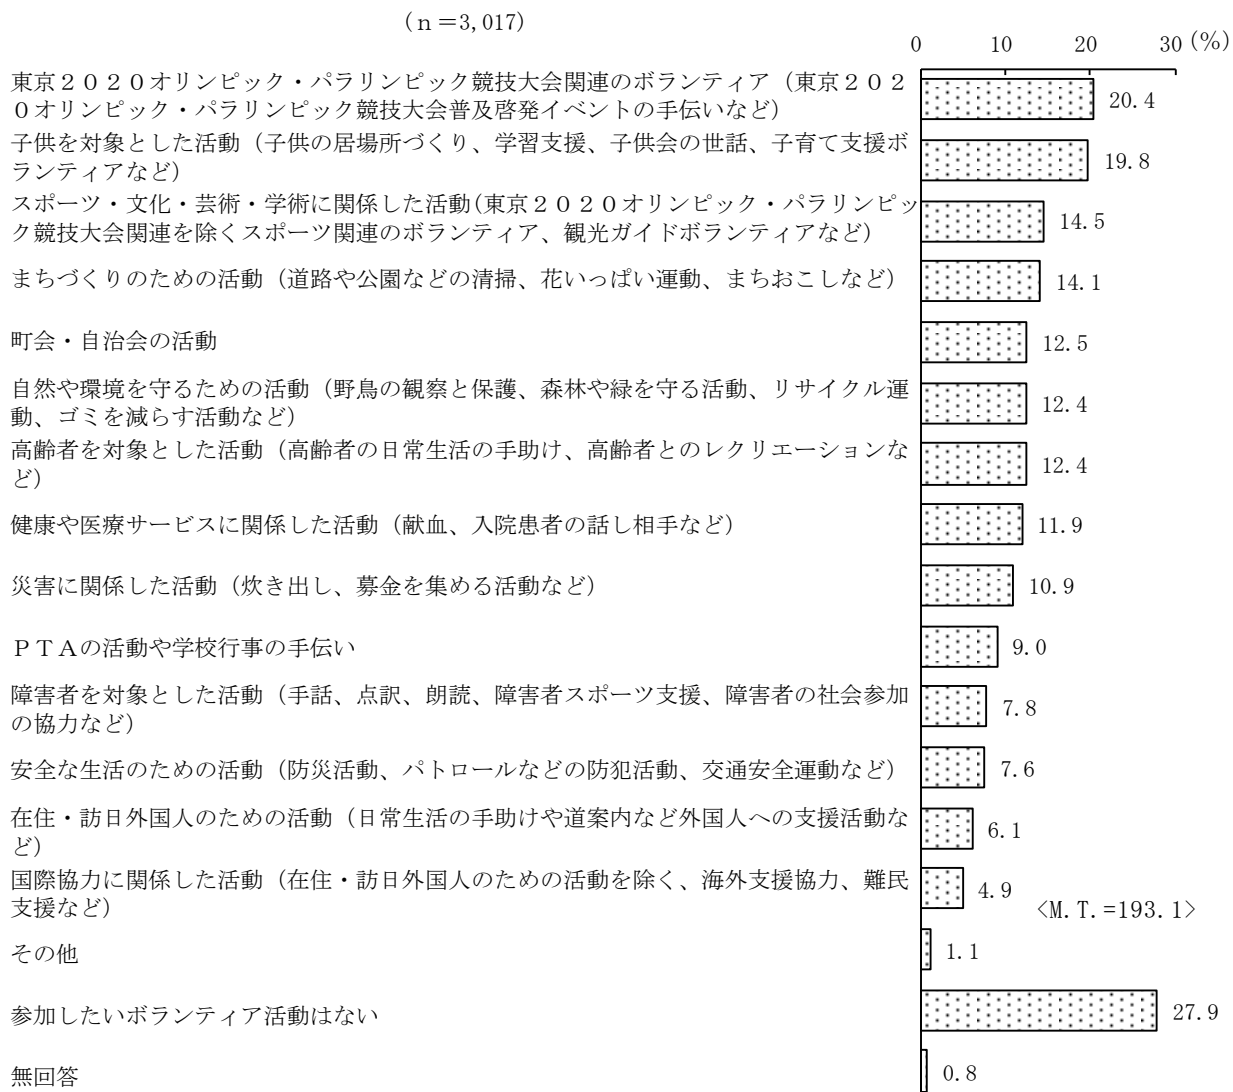 （ｎ＝3,017）
0 10 20 30 (%)
東京２０２０オリンピック・パラリンピック競技大会関連のボランティア（東京２０２
０オリンピック・パラリンピック競技大会普及啓発イベントの手伝いなど）
20.4
子供を対象とした活動（子供の居場所づくり、学習支援、子供会の世話、子育て支援ボ
ランティアなど）
19.8
スポーツ・文化・芸術・学術に関係した活動(東京２０２０オリンピック・パラリンピッ
ク競技大会関連を除くスポーツ関連のボランティア、観光ガイドボランティアなど）
14.5
まちづくりのための活動（道路や公園などの清掃、花いっぱい運動、まちおこしなど）
14.1
町会・自治会の活動
12.5
自然や環境を守るための活動（野鳥の観察と保護、森林や緑を守る活動、リサイクル運
動、ゴミを減らす活動など）
12.4
高齢者を対象とした活動（高齢者の日常生活の手助け、高齢者とのレクリエーションな
ど）
12.4
健康や医療サービスに関係した活動（献血、入院患者の話し相手など）
11.9
災害に関係した活動（炊き出し、募金を集める活動など）
10.9
ＰＴＡの活動や学校行事の手伝い
9.0
障害者を対象とした活動（手話、点訳、朗読、障害者スポーツ支援、障害者の社会参加
の協力など）
7.8
安全な生活のための活動（防災活動、パトロールなどの防犯活動、交通安全運動など）
7.6
在住・訪日外国人のための活動（日常生活の手助けや道案内など外国人への支援活動な
ど）
6.1
国際協力に関係した活動（在住・訪日外国人のための活動を除く、海外支援協力、難民
支援など）
4.9
<M.T.=193.1>
その他
1.1
参加したいボランティア活動はない
27.9
無回答
0.8